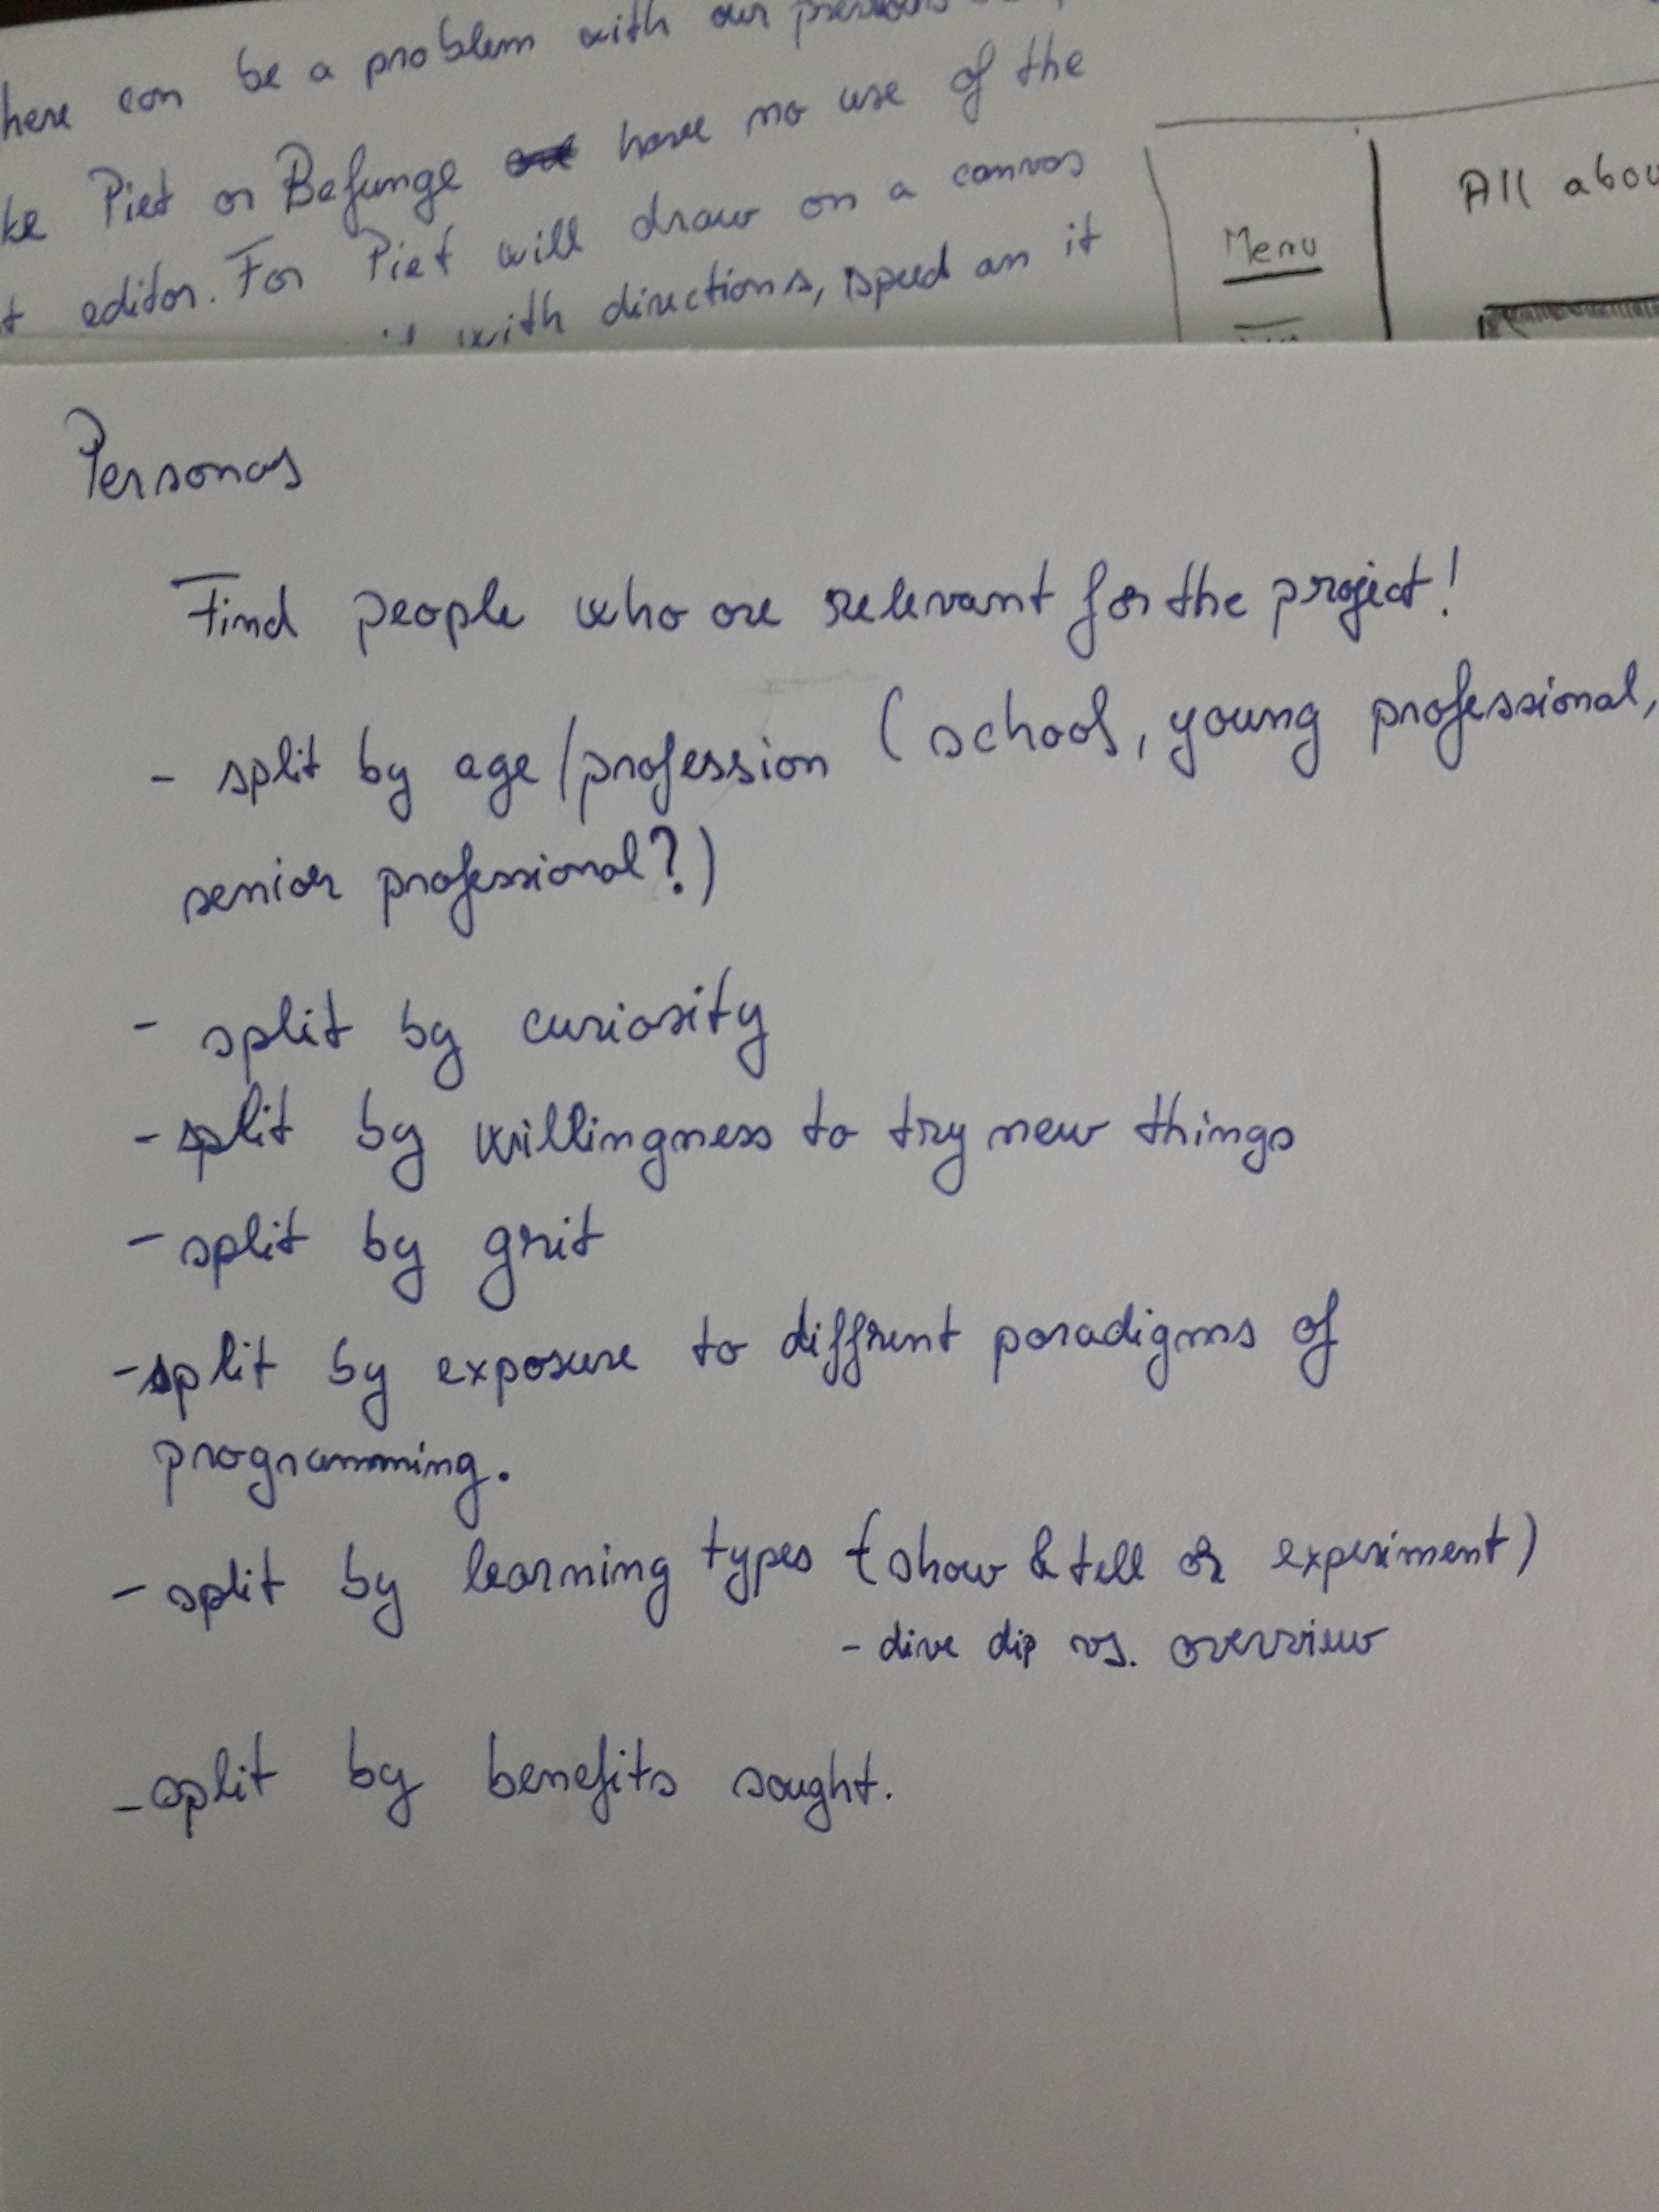 here can be a problem with our previous
ke Piet or Befunge have no use of the
t editor. For Piet will draw on a canvas
with directions, speed an it
Menu
All abou
Personas
Find people who are relevant for the project!
- split by age/profession (school, young professional,
senior professional?)
- split by curiosity
- split by willingness to try new things
- split by grit
- split by exposure to diffrent paradigms of
programming.
- split by learning types (show & tell or experiment)
- dive dip vs. overview
- split by benefits sought.